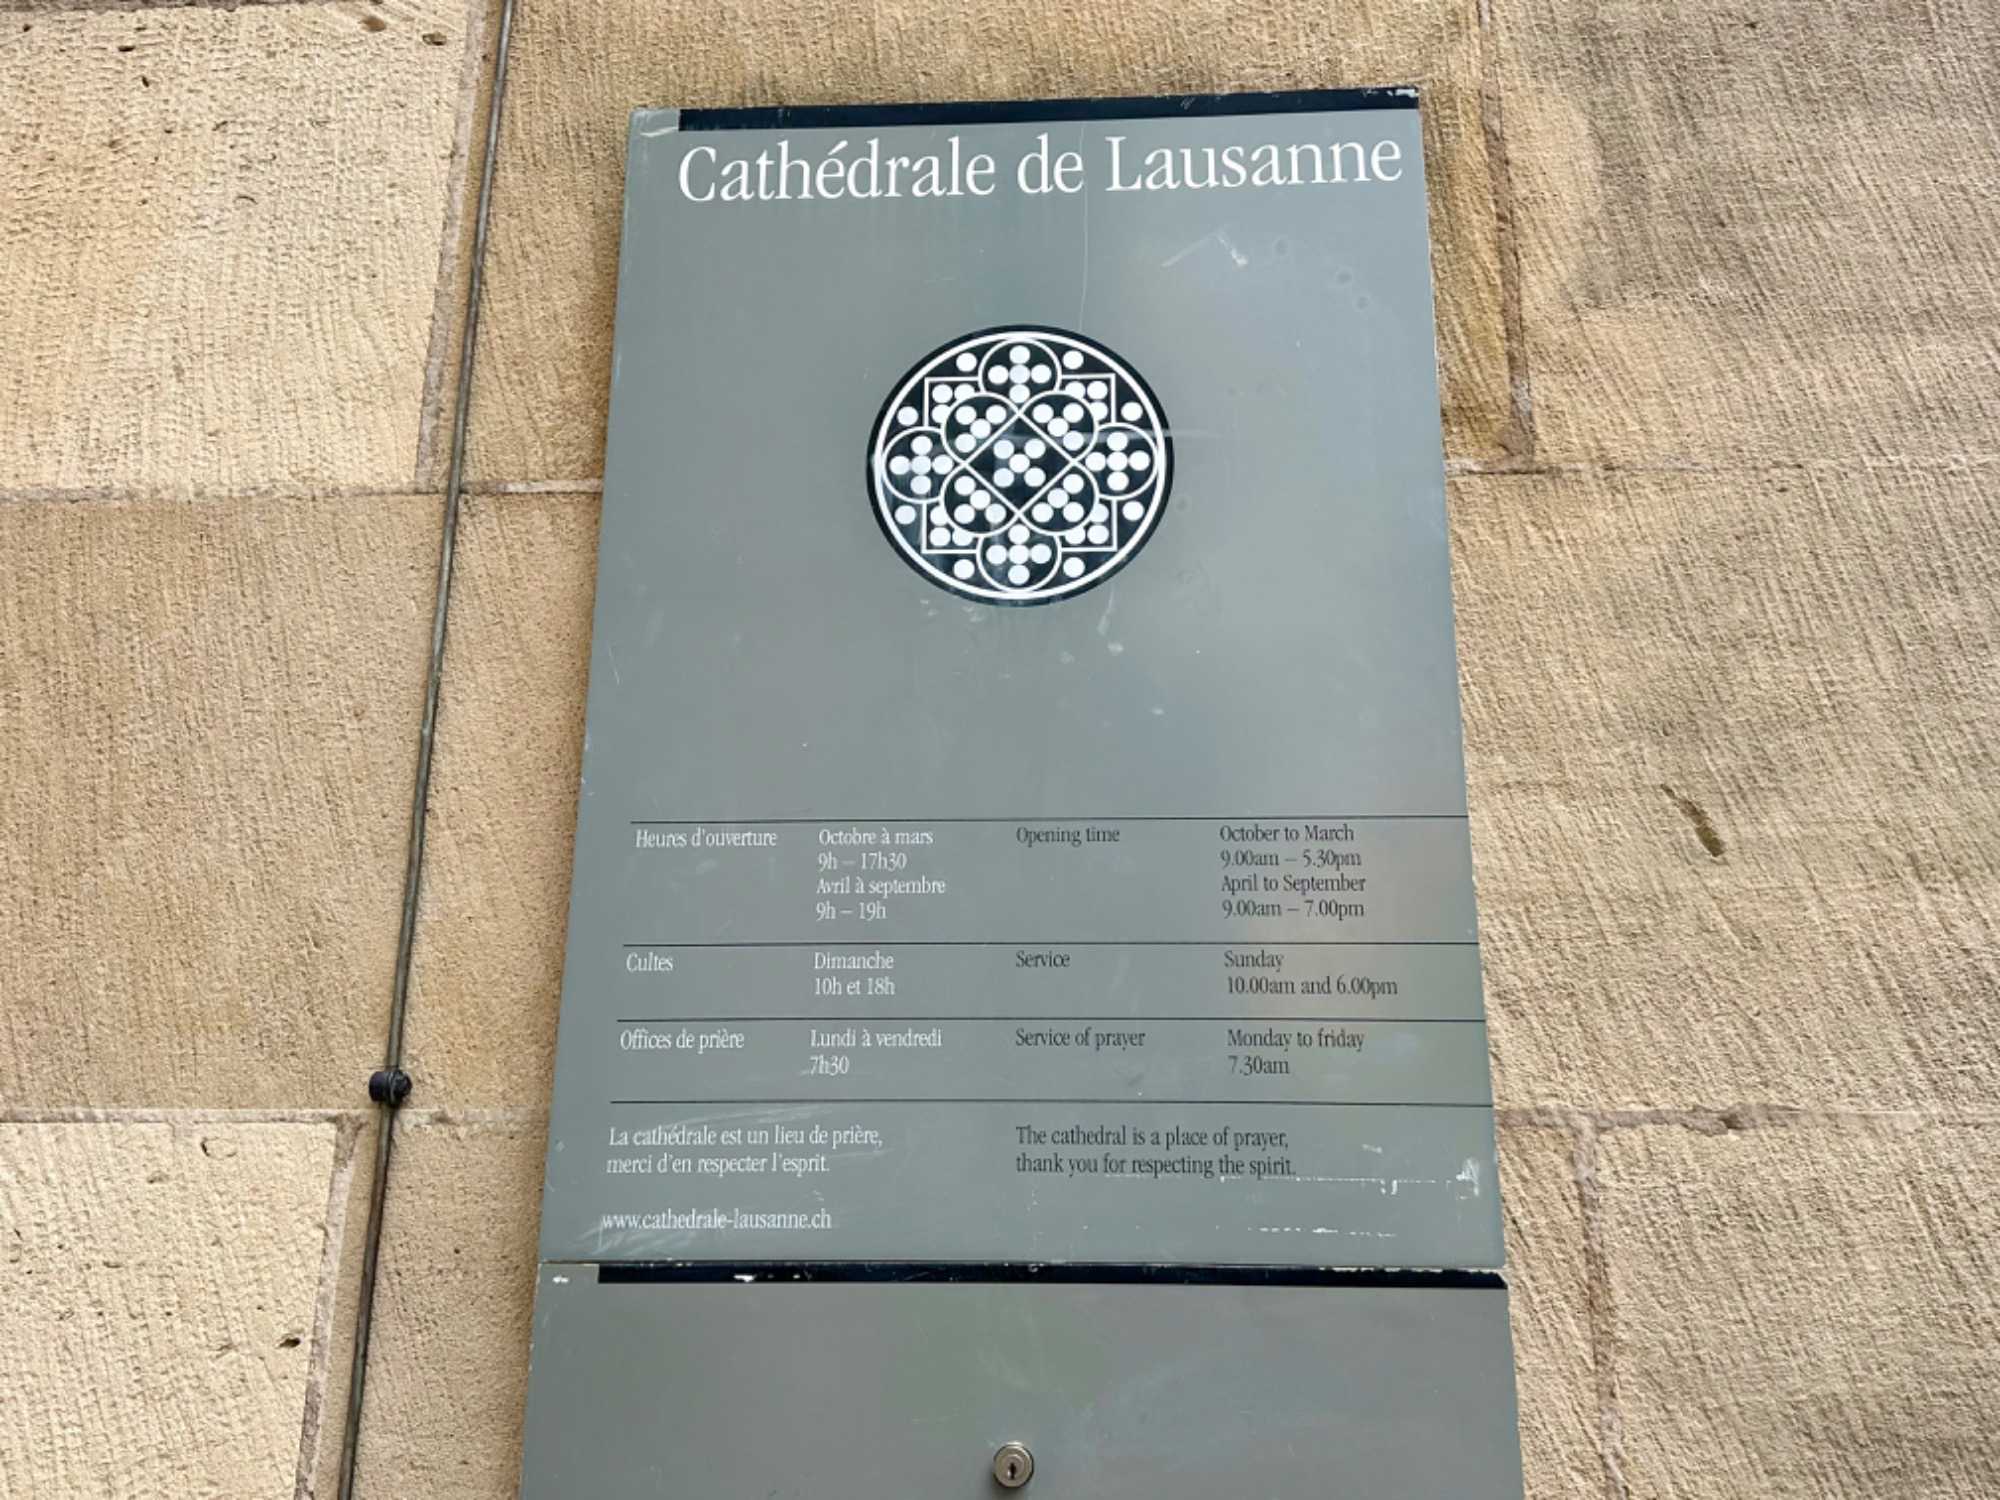 Cathédrale de Lausanne
Heures d'ouverture
Octobre à mars
9h – 17h30
Avril à septembre
9h – 19h
Opening time
October to March
9.00am – 5.30pm
April to September
9.00am – 7.00pm
Cultes
Dimanche
10h et 18h
Service
Sunday
10.00am and 6.00pm
Offices de prière
Lundi à vendredi
7h30
Service of prayer
Monday to friday
7.30am
La cathédrale est un lieu de prière,
merci d'en respecter l'esprit.
The cathedral is a place of prayer,
thank you for respecting the spirit.
www.cathedrale-lausanne.ch